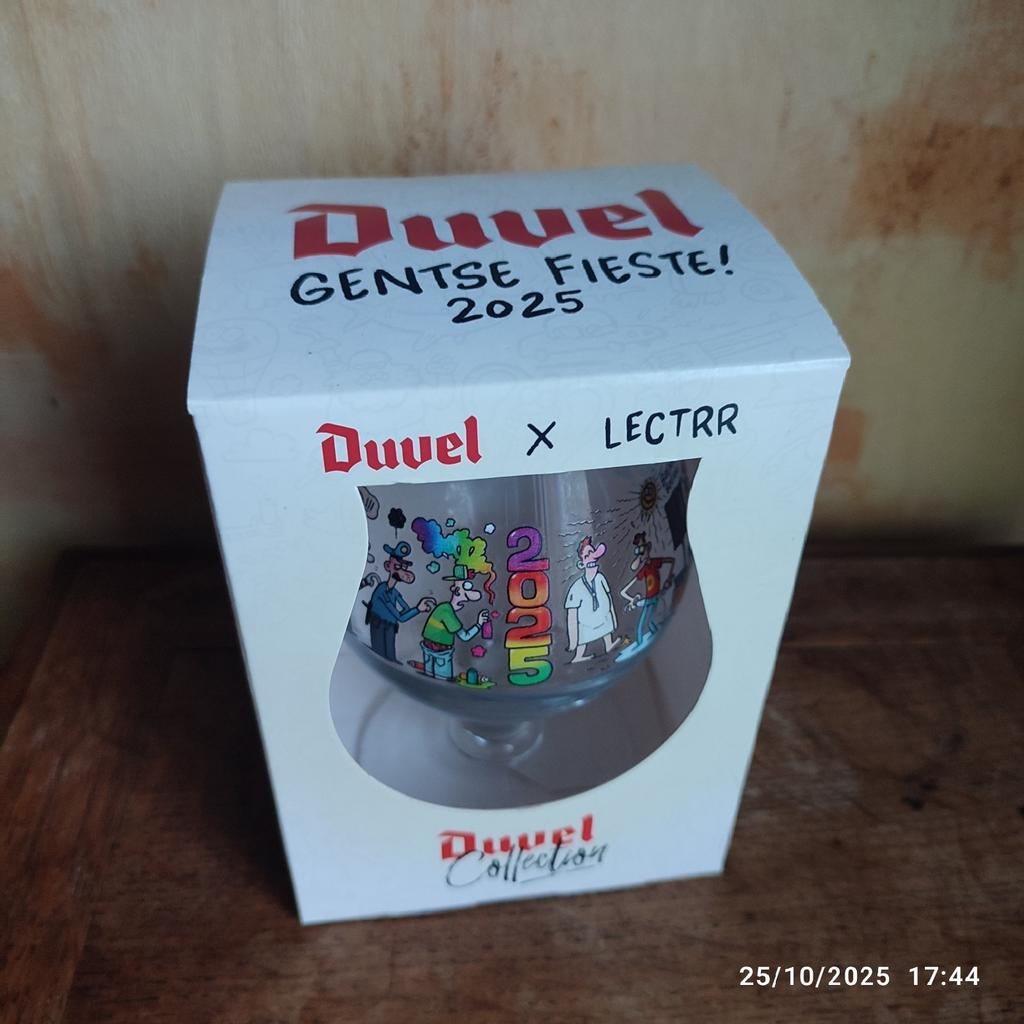 Duvel
GENTSE FIESTE!
2025
Duvel X LECTRR
2025
Duvel
Collection
25/10/2025 17:44